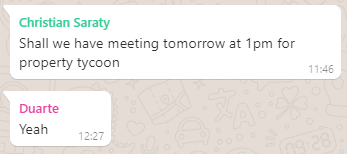 Christian Saraty
Shall we have meeting tomorrow at 1pm for
property tycoon
11:46
Duarte
Yeah
12:27